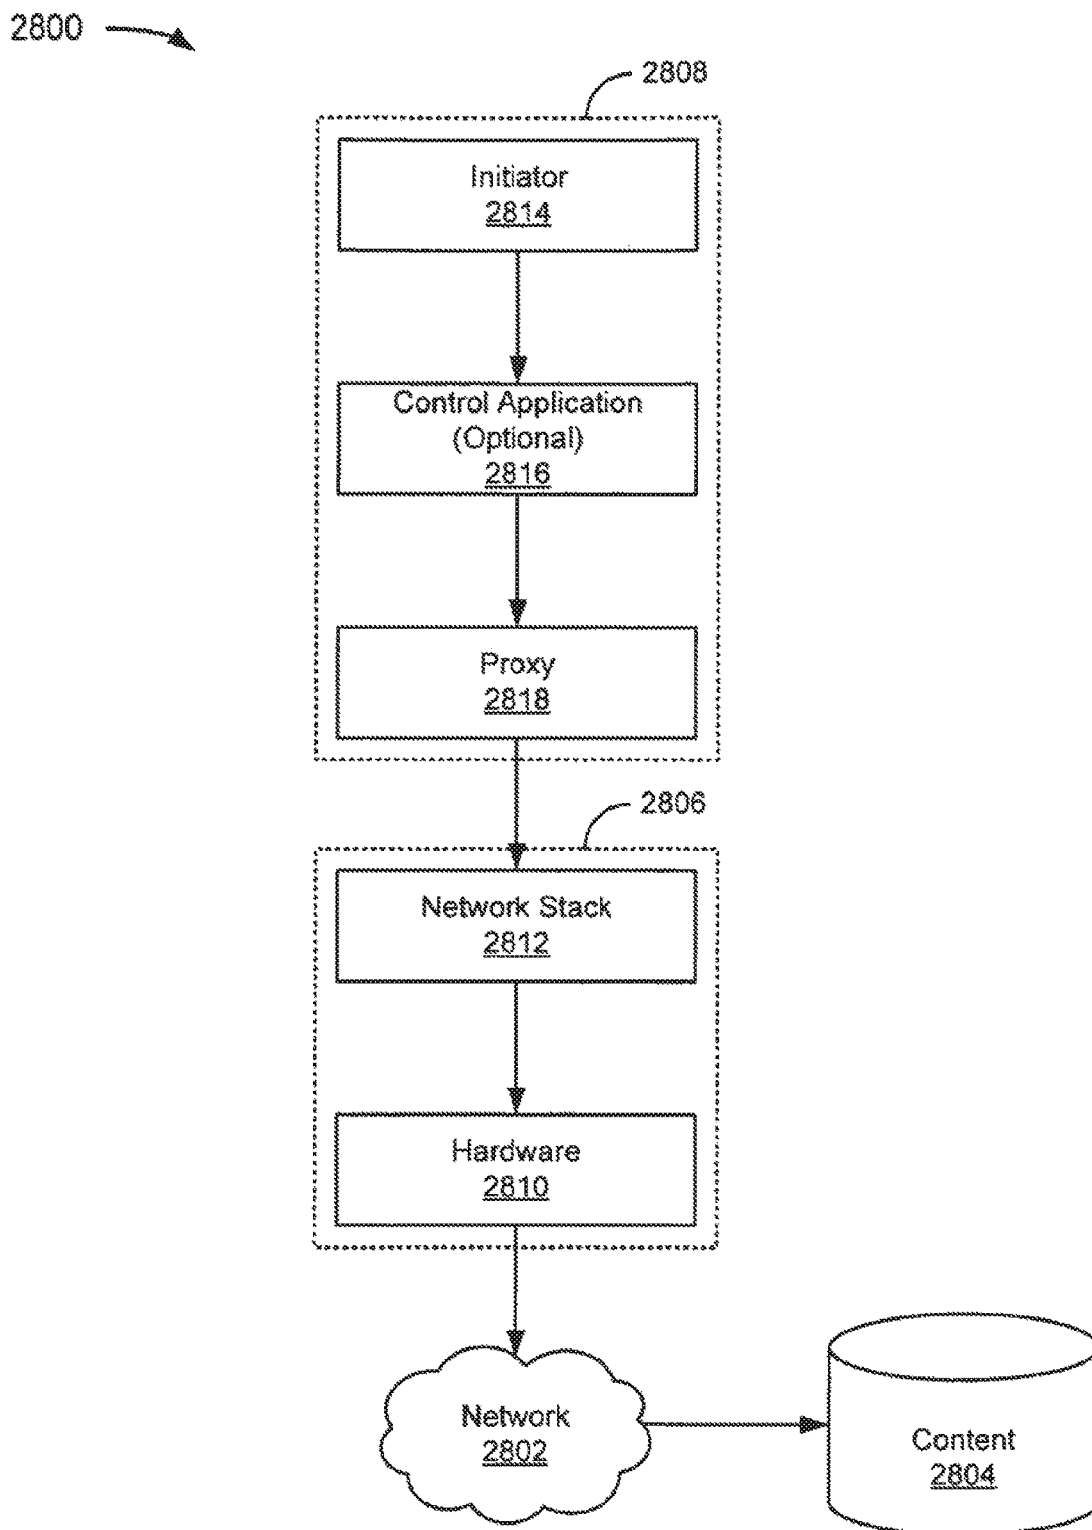 2800
2808
Initiator
2814
Control Application
(Optional)
2816
Proxy
2818
2806
Network Stack
2812
Hardware
2810
Network
2802
Content
2804